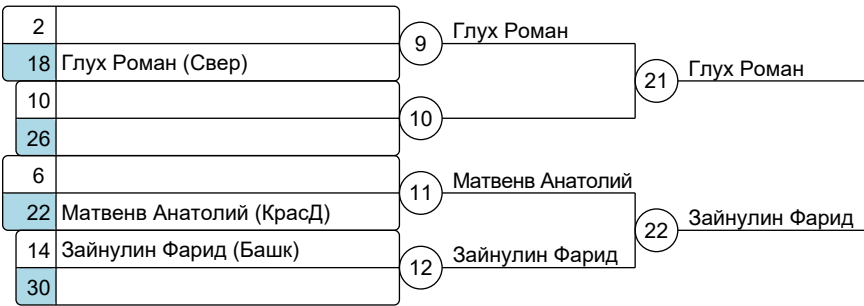 2
18 Глух Роман (Свер)
10
26
6
22 Матвенв Анатолий (КрасД)
14 Зайнулин Фарид (Башк)
30
9 Глух Роман
10
11 Матвенв Анатолий
12 Зайнулин Фарид
21 Глух Роман
22 Зайнулин Фарид